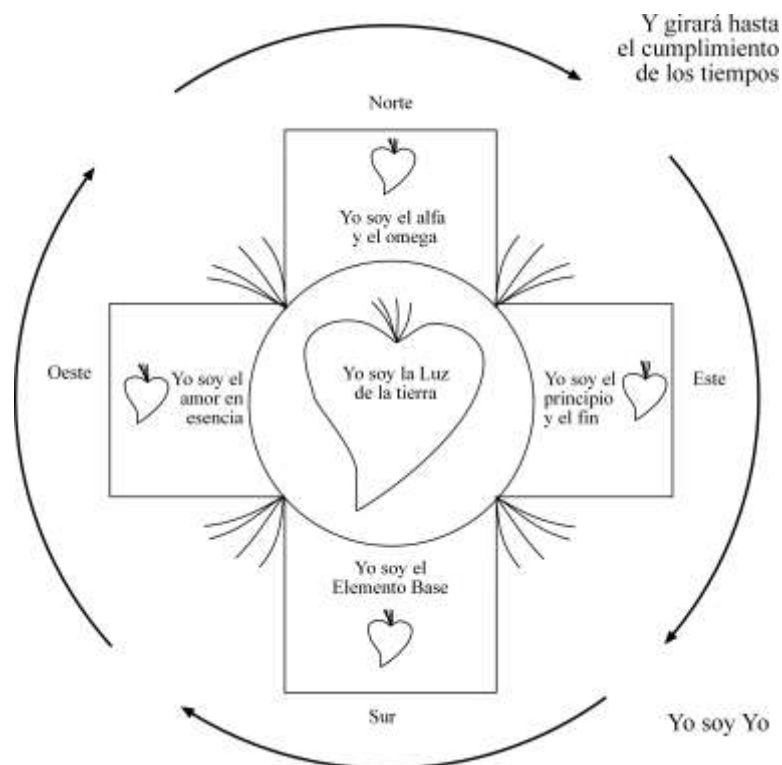 Y girará hasta
el cumplimiento
de los tiempos
Norte
Yo soy el alfa
y el omega
Oeste
Yo soy el
amor en
esencia
Yo soy la Luz
de la tierra
Yo soy el
principio
y el fin
Este
Yo soy el
Elemento Base
Sur
Yo soy Yo